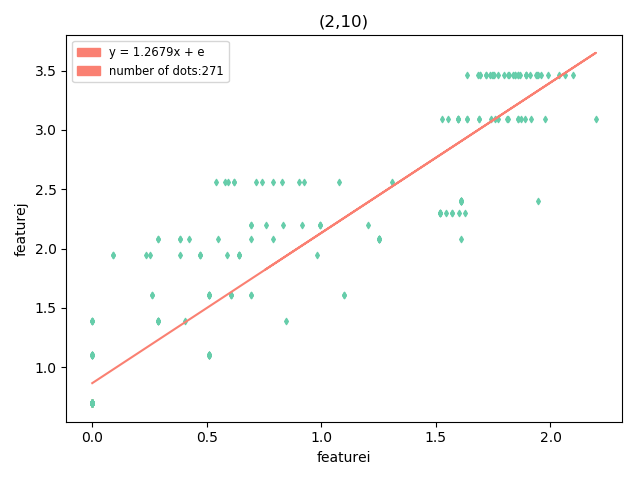 (2,10)
y = 1.2679x + e
number of dots:271
3.5
3.0
2.5
2.0
1.5
1.0
featurej
0.0 0.5 1.0 1.5 2.0
featurei